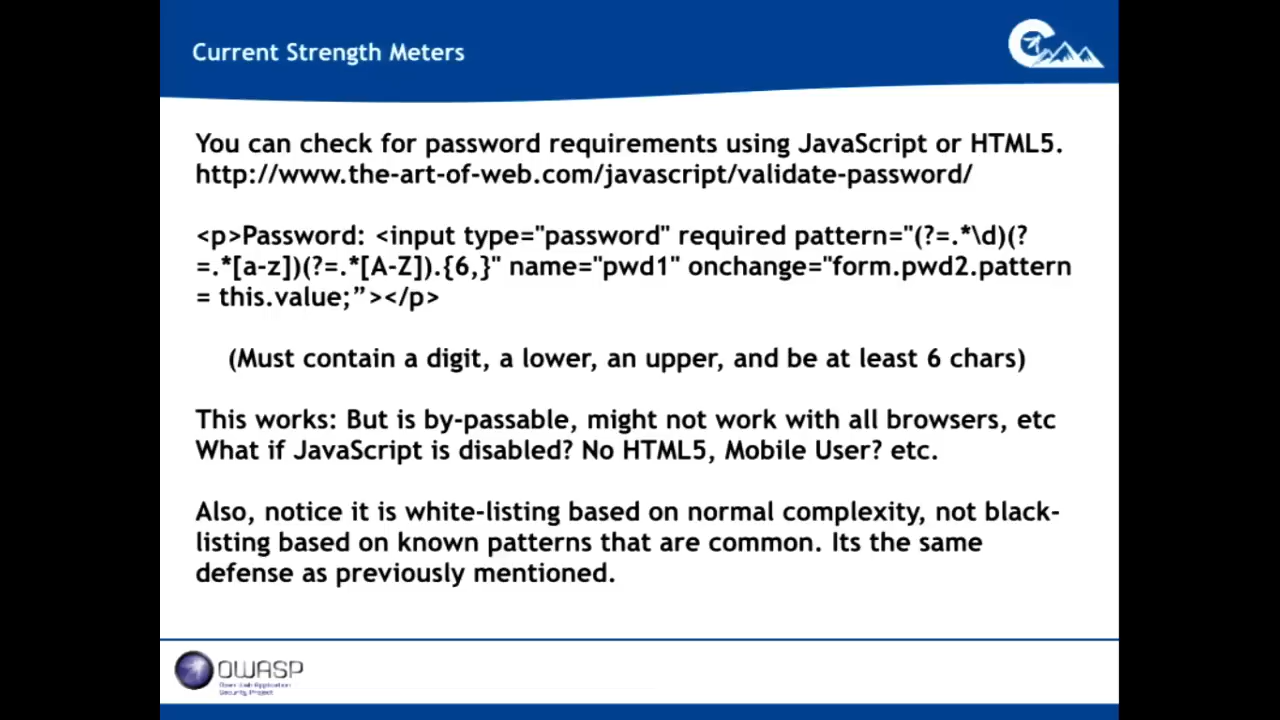 Current Strength Meters
You can check for password requirements using JavaScript or HTML5.
http://www.the-art-of-web.com/javascript/validate-password/
<p>Password: <input type="password" required pattern="(?=.*\d)(?
=.*[a-z])(?=.*[A-Z]).{6,}" name="pwd1" onchange="form.pwd2.pattern
= this.value;”></p>
(Must contain a digit, a lower, an upper, and be at least 6 chars)
This works: But is by-passable, might not work with all browsers, etc
What if JavaScript is disabled? No HTML5, Mobile User? etc.
Also, notice it is white-listing based on normal complexity, not black-
listing based on known patterns that are common. Its the same
defense as previously mentioned.
OWASP
Open Web Application
Security Project